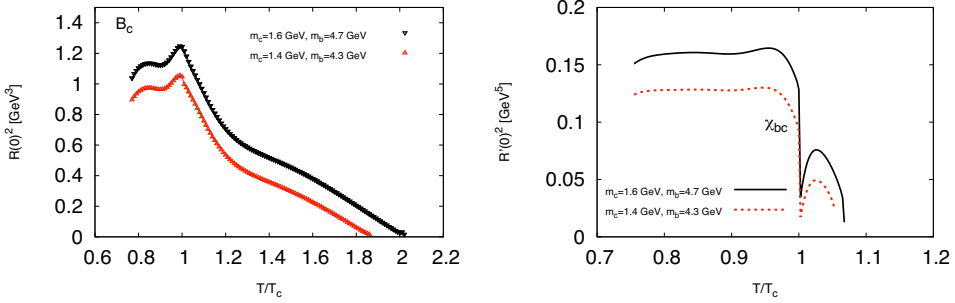 B_c
m_c=1.6 GeV, m_b=4.7 GeV
m_c=1.4 GeV, m_b=4.3 GeV
R(0)^2 [GeV^3]
1.4
1.2
1
0.8
0.6
0.4
0.2
0
0.6 0.8 1 1.2 1.4 1.6 1.8 2 2.2
T/T_c
R'(0)^2 [GeV^5]
0.15
0.1
0.05
0
χ_bc
m_c=1.6 GeV, m_b=4.7 GeV
m_c=1.4 GeV, m_b=4.3 GeV
0.7 0.8 0.9 1 1.1 1.2
T/T_c